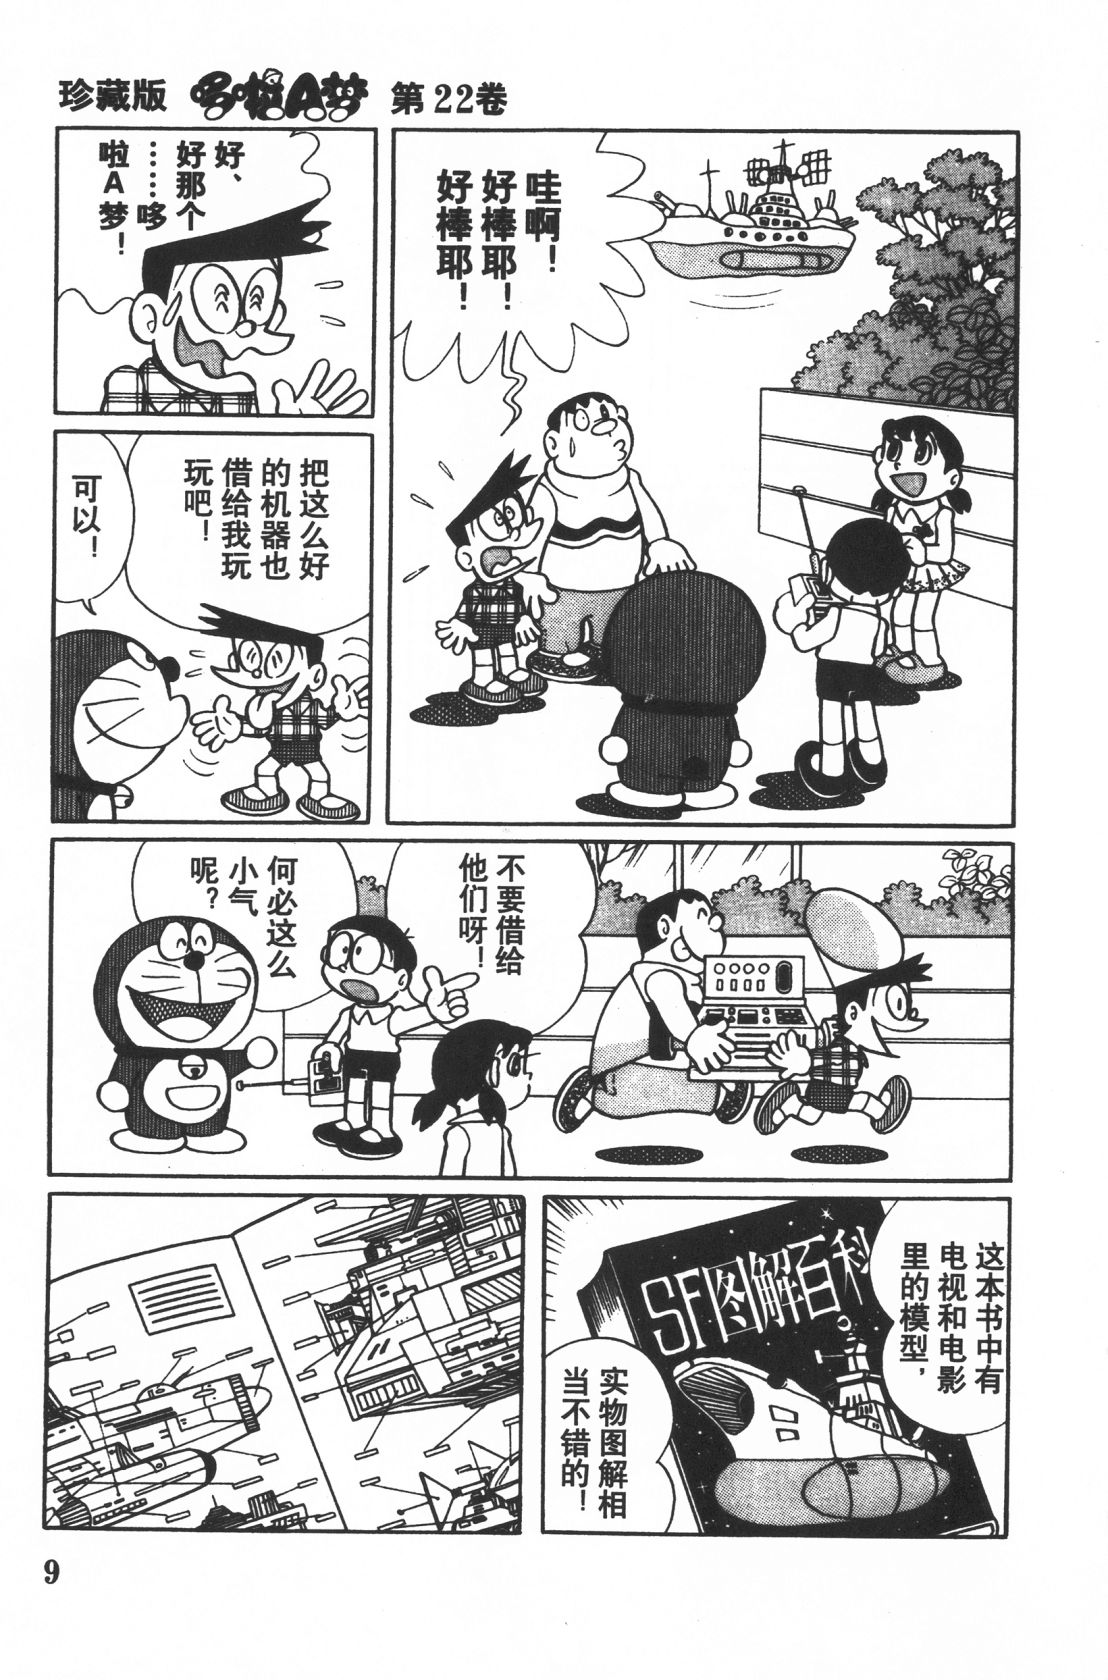 珍藏版 哆啦A梦 第22卷
哇啊！
好棒耶！
好棒耶！
好、
好那个
……哆
啦A梦！
把这么好
的机器也
借给我玩
玩吧！
可以！
不要借给
他们呀！
何必这么
小气
呢？
这本书中有
电视和电影
里的模型，
SF图解百
实物图解相
当不错的！
9